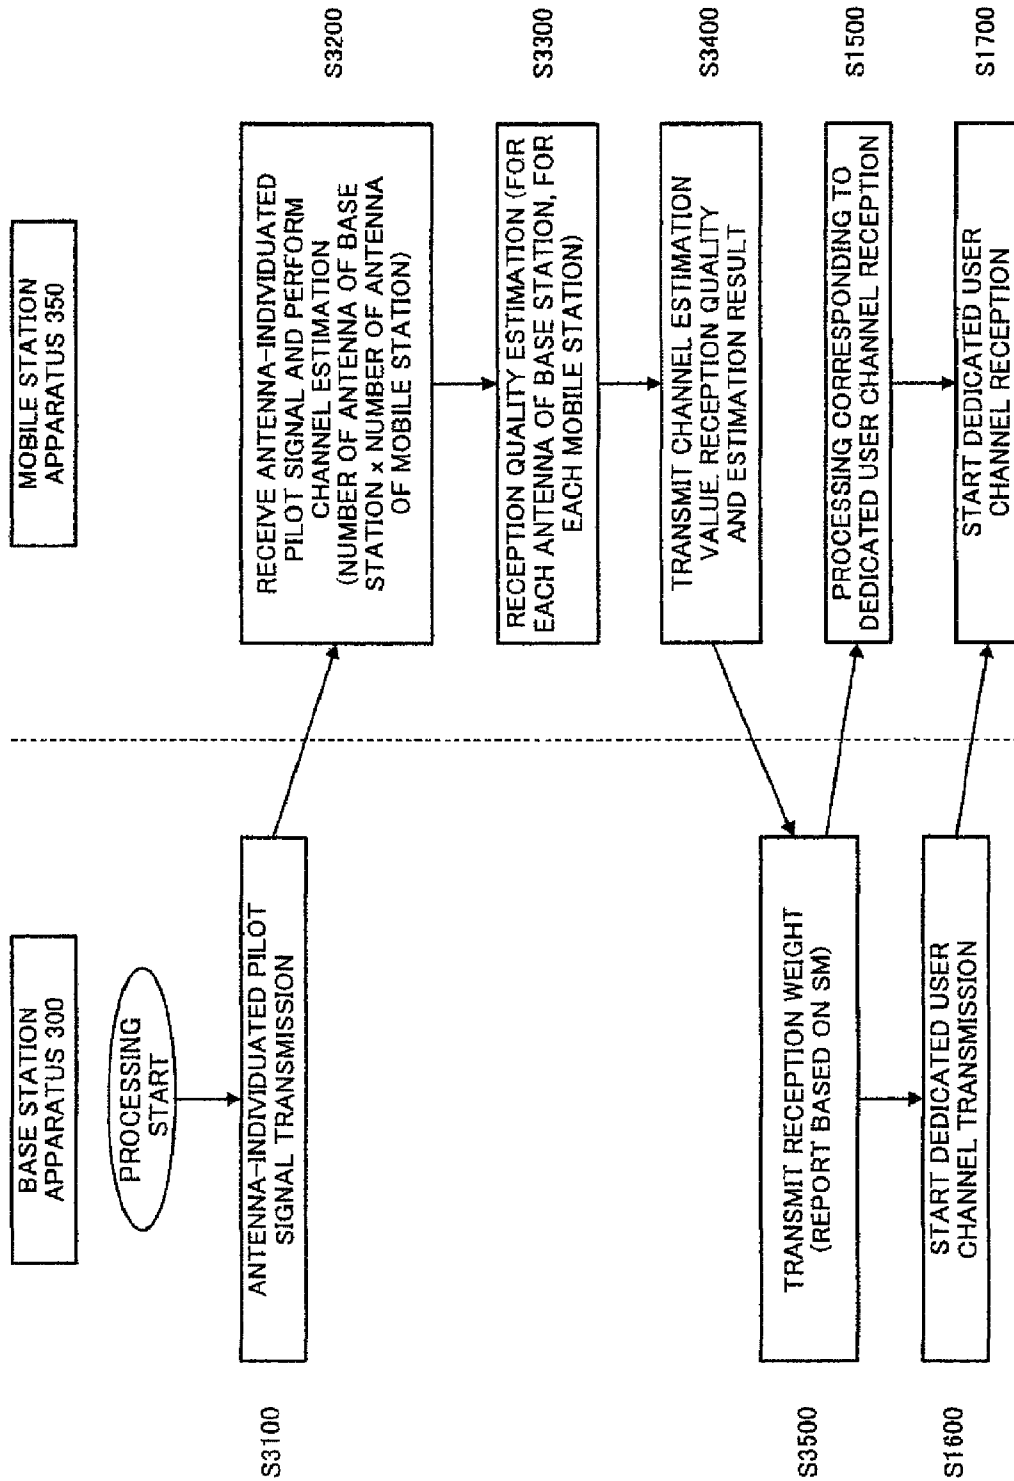 BASE STATION
APPARATUS 300
MOBILE STATION
APPARATUS 350
PROCESSING
START
S3100
ANTENNA-INDIVIDUATED PILOT
SIGNAL TRANSMISSION
RECEIVE ANTENNA-INDIVIDUATED
PILOT SIGNAL AND PERFORM
CHANNEL ESTIMATION
(NUMBER OF ANTENNA OF BASE
STATION x NUMBER OF ANTENNA
OF MOBILE STATION)
S3200
RECEPTION QUALITY ESTIMATION (FOR
EACH ANTENNA OF BASE STATION, FOR
EACH MOBILE STATION)
S3300
TRANSMIT CHANNEL ESTIMATION
VALUE, RECEPTION QUALITY
AND ESTIMATION RESULT
S3400
S3500
TRANSMIT RECEPTION WEIGHT
(REPORT BASED ON SM)
PROCESSING CORRESPONDING TO
DEDICATED USER CHANNEL RECEPTION
S1500
S1600
START DEDICATED USER
CHANNEL TRANSMISSION
START DEDICATED USER
CHANNEL RECEPTION
S1700